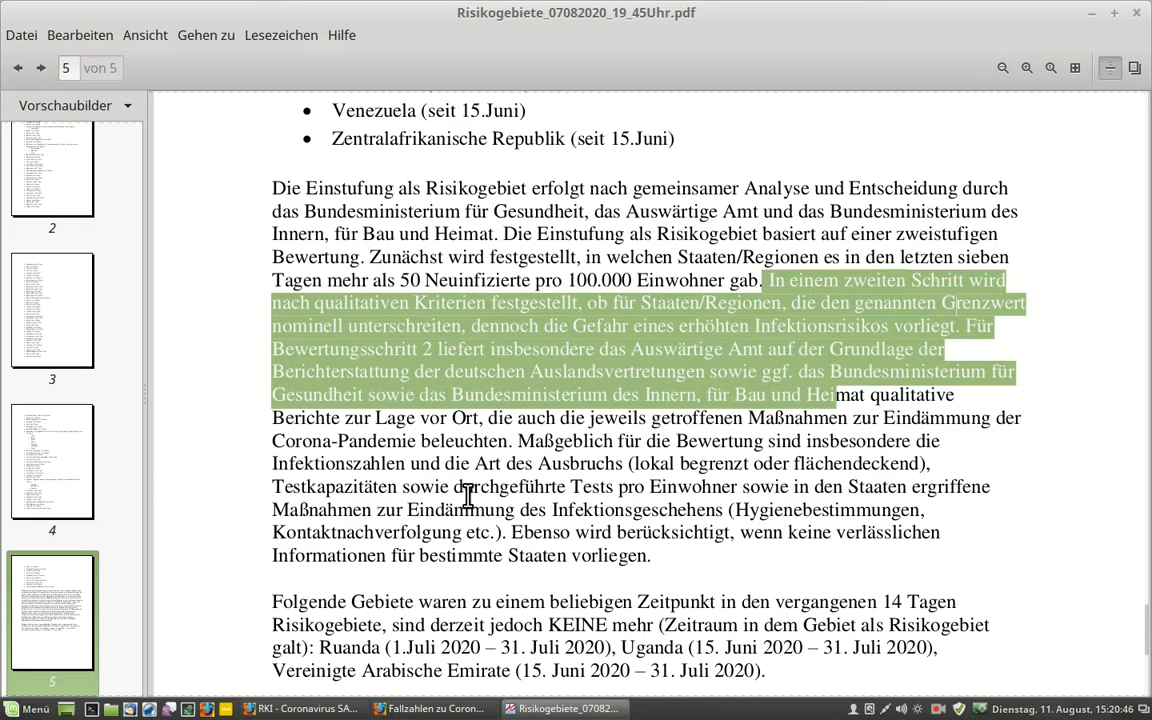 Risikogebiete_07082020_19_45Uhr.pdf
Datei Bearbeiten Ansicht Gehen zu Lesezeichen Hilfe
5 von 5
Vorschaubilder
2
3
4
5
• Venezuela (seit 15.Juni)
• Zentralafrikanische Republik (seit 15.Juni)
Die Einstufung als Risikogebiet erfolgt nach gemeinsamer Analyse und Entscheidung durch
das Bundesministerium für Gesundheit, das Auswärtige Amt und das Bundesministerium des
Innern, für Bau und Heimat. Die Einstufung als Risikogebiet basiert auf einer zweistufigen
Bewertung. Zunächst wird festgestellt, in welchen Staaten/Regionen es in den letzten sieben
Tagen mehr als 50 Neuinfizierte pro 100.000 Einwohner gab. In einem zweiten Schritt wird
nach qualitativen Kriterien festgestellt, ob für Staaten/Regionen, die den genannten Grenzwert
nominell unterschreiten, dennoch die Gefahr eines erhöhten Infektionsrisikos vorliegt. Für
Bewertungsschritt 2 liefert insbesondere das Auswärtige Amt auf der Grundlage der
Berichterstattung der deutschen Auslandsvertretungen sowie ggf. das Bundesministerium für
Gesundheit sowie das Bundesministerium des Innern, für Bau und Heimat qualitative
Berichte zur Lage vor Ort, die auch die jeweils getroffenen Maßnahmen zur Eindämmung der
Corona-Pandemie beleuchten. Maßgeblich für die Bewertung sind insbesondere die
Infektionszahlen und die Art des Ausbruchs (lokal begrenzt oder flächendeckend),
Testkapazitäten sowie durchgeführte Tests pro Einwohner sowie in den Staaten ergriffene
Maßnahmen zur Eindämmung des Infektionsgeschehens (Hygienebestimmungen,
Kontaktnachverfolgung etc.). Ebenso wird berücksichtigt, wenn keine verlässlichen
Informationen für bestimmte Staaten vorliegen.
Folgende Gebiete waren zu einem beliebigen Zeitpunkt in den vergangenen 14 Tagen
Risikogebiete, sind derzeit jedoch KEINE mehr (Zeitraum in dem Gebiet als Risikogebiet
galt): Ruanda (1.Juli 2020 – 31. Juli 2020), Uganda (15. Juni 2020 – 31. Juli 2020),
Vereinigte Arabische Emirate (15. Juni 2020 – 31. Juli 2020).
Menü RKI - Coronavirus SA... Fallzahlen zu Coron... Risikogebiete_07082... Dienstag, 11. August, 15:20:46